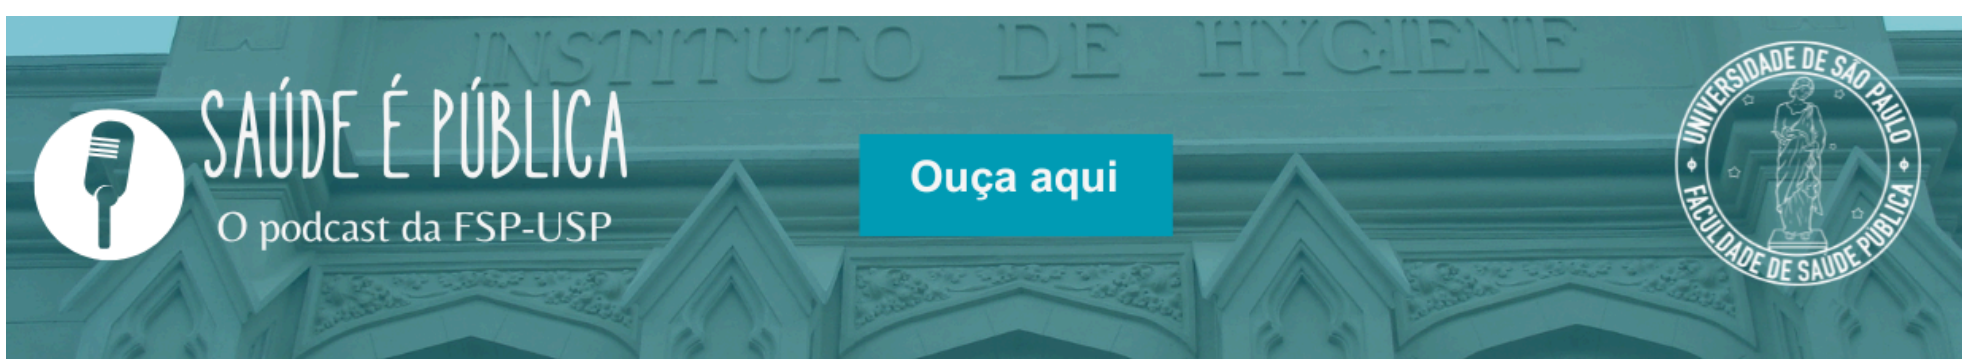 INSTITUTO DE HYGIENE
SAÚDE É PÚBLICA
O podcast da FSP-USP
Ouça aqui
UNIVERSIDADE DE SÃO PAULO
FACULDADE DE SAÚDE PÚBLICA